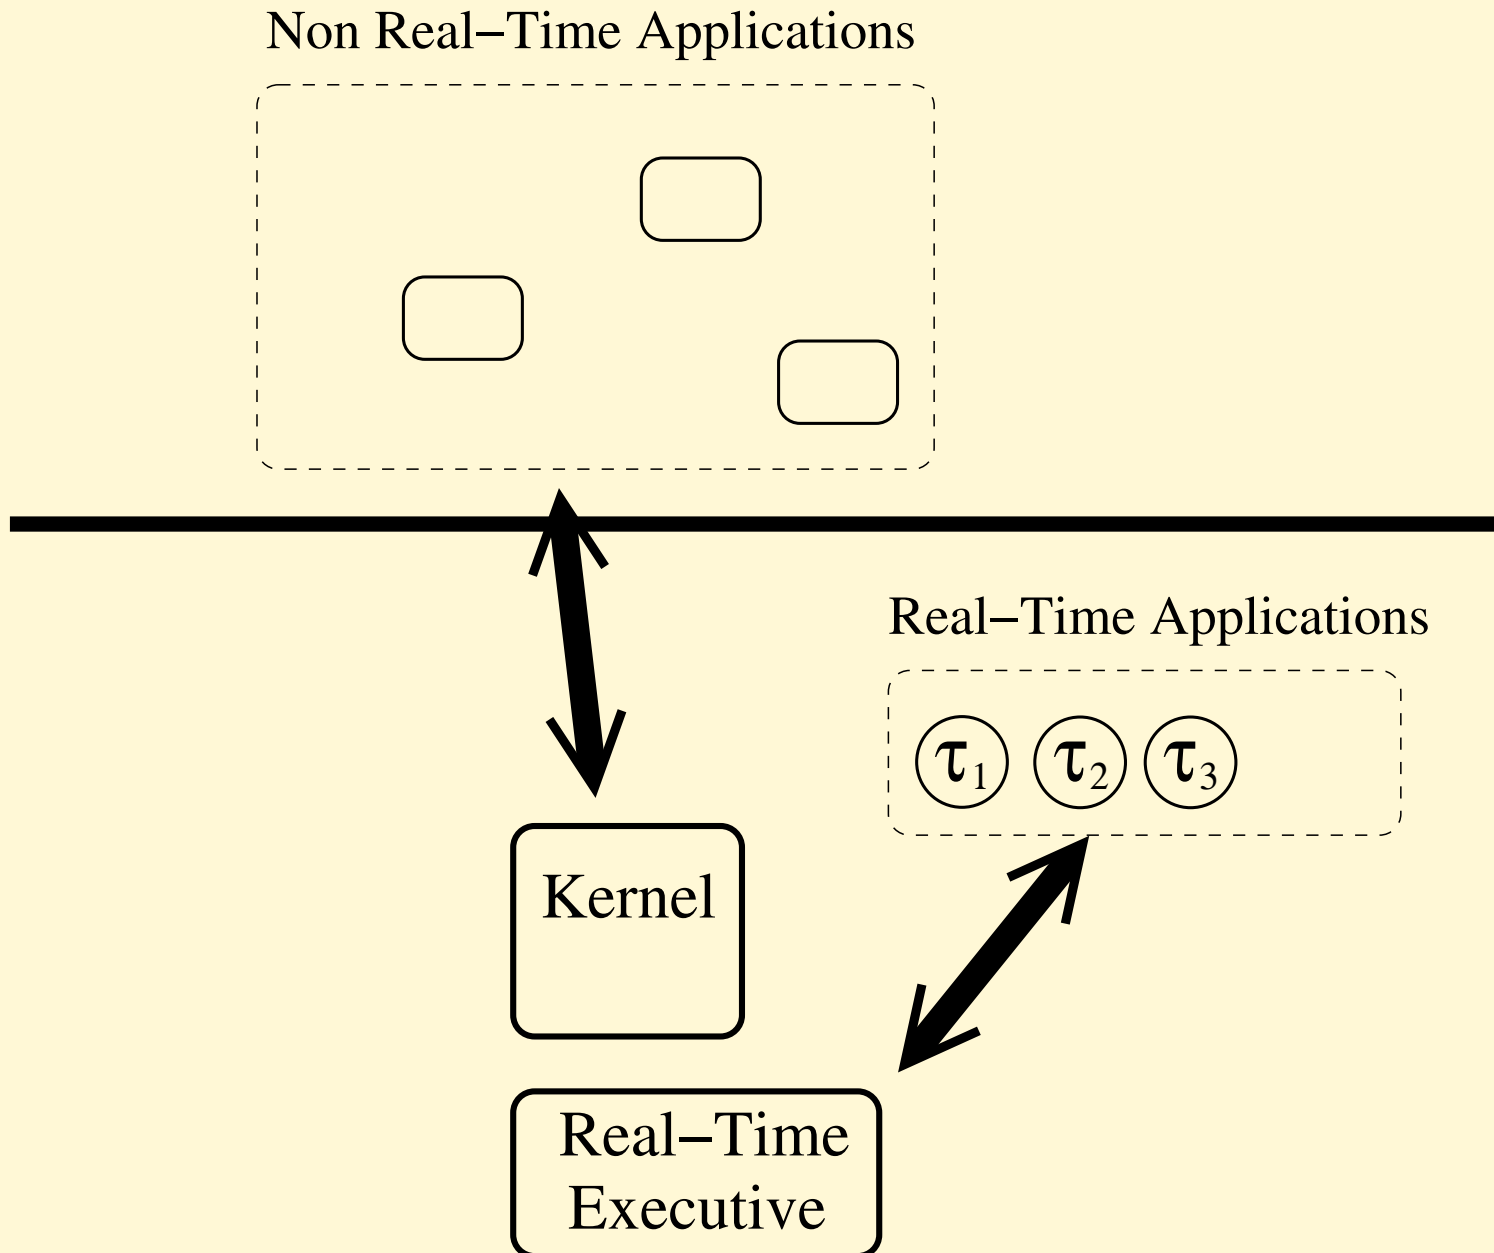 Non Real−Time Applications
Real−Time Applications
τ1 τ2 τ3
Kernel
Real−Time
Executive